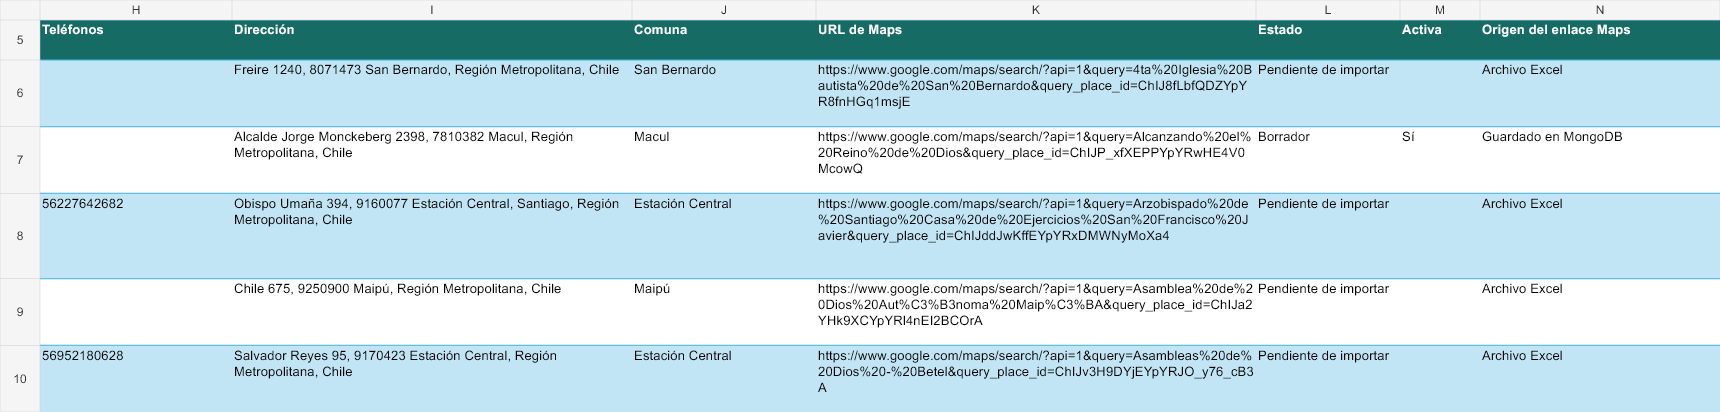 H I J K L M N
5 Teléfonos Dirección Comuna URL de Maps Estado Activa Origen del enlace Maps
6 Freire 1240, 8071473 San Bernardo, Región Metropolitana, Chile San Bernardo https://www.google.com/maps/search/?api=1&query=4ta%20Iglesia%20B Pendiente de importar Archivo Excel
autista%20de%20San%20Bernardo&query_place_id=ChIJ8fLbfQDZYpY
R8fnHGq1msjE
7 Alcalde Jorge Monckeberg 2398, 7810382 Macul, Región Macul https://www.google.com/maps/search/?api=1&query=Alcanzando%20el% Borrador Sí Guardado en MongoDB
Metropolitana, Chile 20Reino%20de%20Dios&query_place_id=ChIJP_xfXEPPYpYRwHE4V0
McowQ
8 56227642682 Obispo Umaña 394, 9160077 Estación Central, Santiago, Región Estación Central https://www.google.com/maps/search/?api=1&query=Arzobispado%20de Pendiente de importar Archivo Excel
Metropolitana, Chile %20Santiago%20Casa%20de%20Ejercicios%20San%20Francisco%20J
avier&query_place_id=ChIJddJwKffEYpYRxDMWNyMoXa4
9 Chile 675, 9250900 Maipú, Región Metropolitana, Chile Maipú https://www.google.com/maps/search/?api=1&query=Asamblea%20de%2 Pendiente de importar Archivo Excel
0Dios%20Aut%C3%B3noma%20Maip%C3%BA&query_place_id=ChIJa2
YHk9XCYpYRl4nEI2BCOrA
10 56952180628 Salvador Reyes 95, 9170423 Estación Central, Región Estación Central https://www.google.com/maps/search/?api=1&query=Asambleas%20de% Pendiente de importar Archivo Excel
Metropolitana, Chile 20Dios%20-%20Betel&query_place_id=ChIJv3H9DYjEYpYRJO_y76_cB3
A